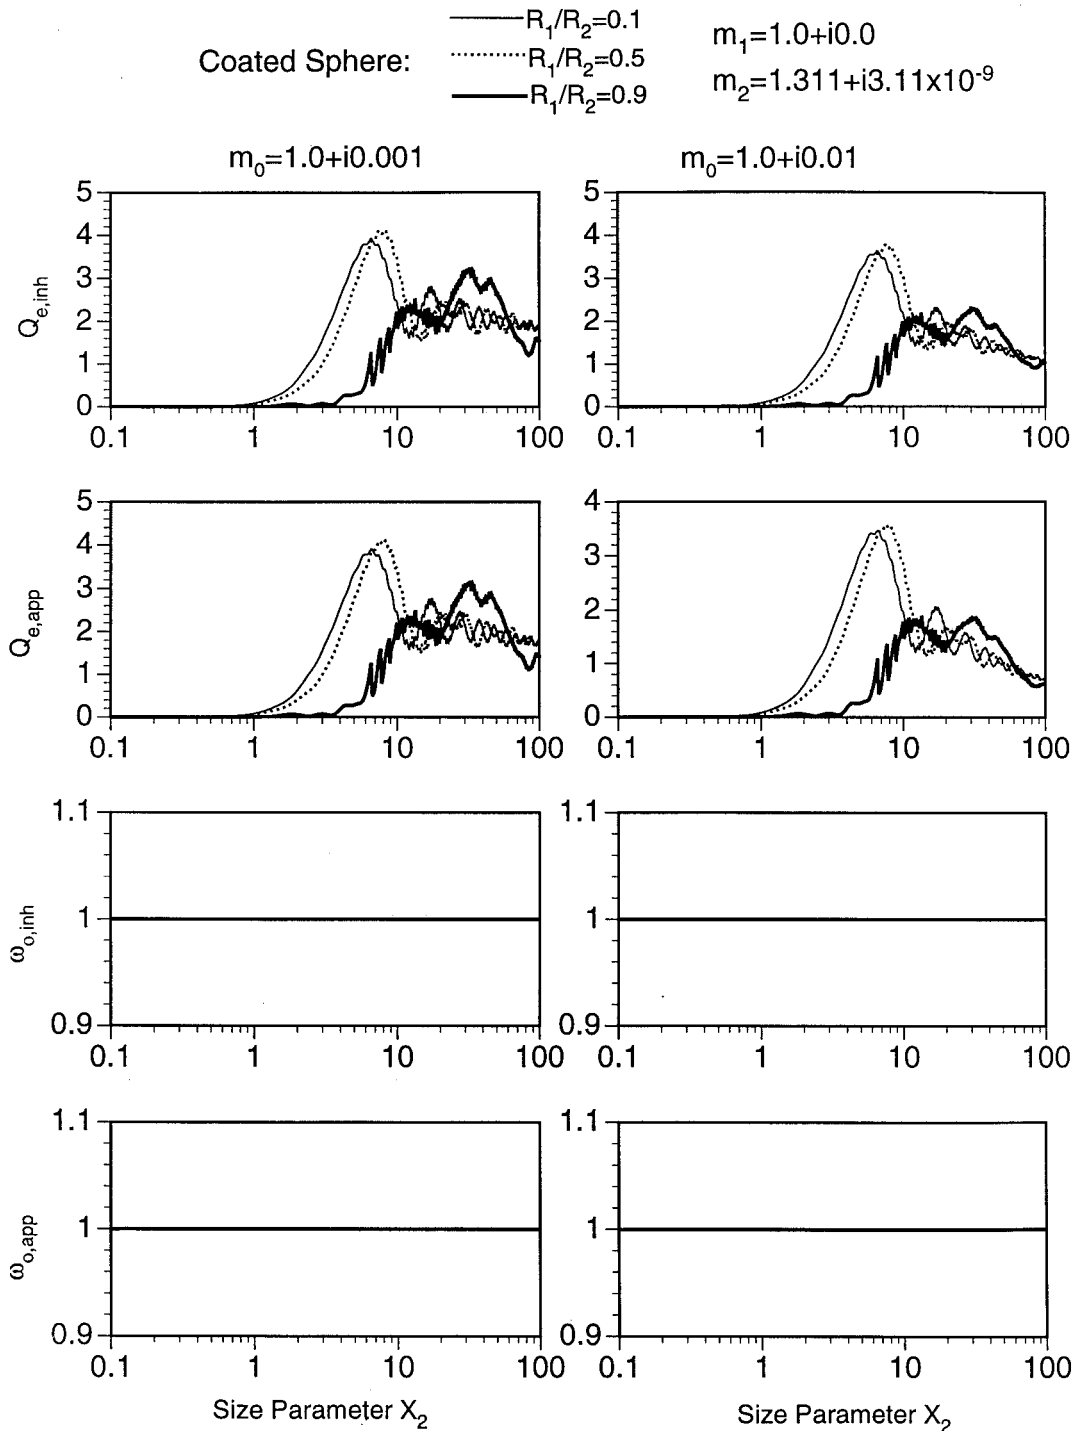 R₁/R₂=0.1
Coated Sphere: R₁/R₂=0.5
R₁/R₂=0.9
m₁=1.0+i0.0
m₂=1.311+i3.11x10⁻⁹
m₀=1.0+i0.001 m₀=1.0+i0.01
5
4
3
2
1
0
Qₑ,inh
0.1 1 10 100
5
4
3
2
1
0
0.1 1 10 100
5
4
3
2
1
0
Qₑ,app
0.1 1 10 100
4
3
2
1
0
0.1 1 10 100
1.1
1
0.9
ωₒ,inh
0.1 1 10 100
1.1
1
0.9
0.1 1 10 100
1.1
1
0.9
ωₒ,app
0.1 1 10 100
Size Parameter X₂
1.1
1
0.9
0.1 1 10 100
Size Parameter X₂